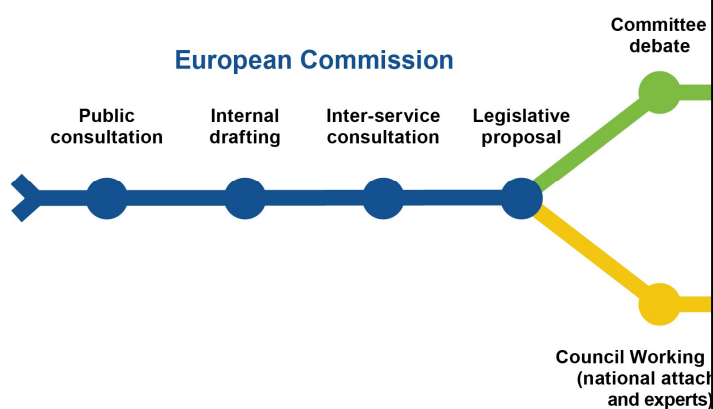 European Commission
Public
consultation
Internal
drafting
Inter-service
consultation
Legislative
proposal
Committee
debate
Council Working
(national
and experts)